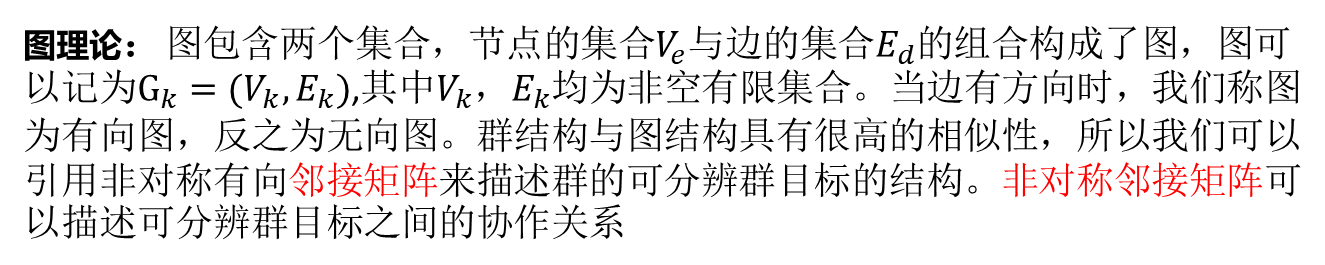 图理论： 图包含两个集合，节点的集合𝑉𝑒与边的集合𝐸𝑑的组合构成了图，图可
以记为G𝑘 = (𝑉𝑘, 𝐸𝑘),其中𝑉𝑘，𝐸𝑘均为非空有限集合。当边有方向时，我们称图
为有向图，反之为无向图。群结构与图结构具有很高的相似性，所以我们可以
引用非对称有向邻接矩阵来描述群的可分辨群目标的结构。非对称邻接矩阵可
以描述可分辨群目标之间的协作关系